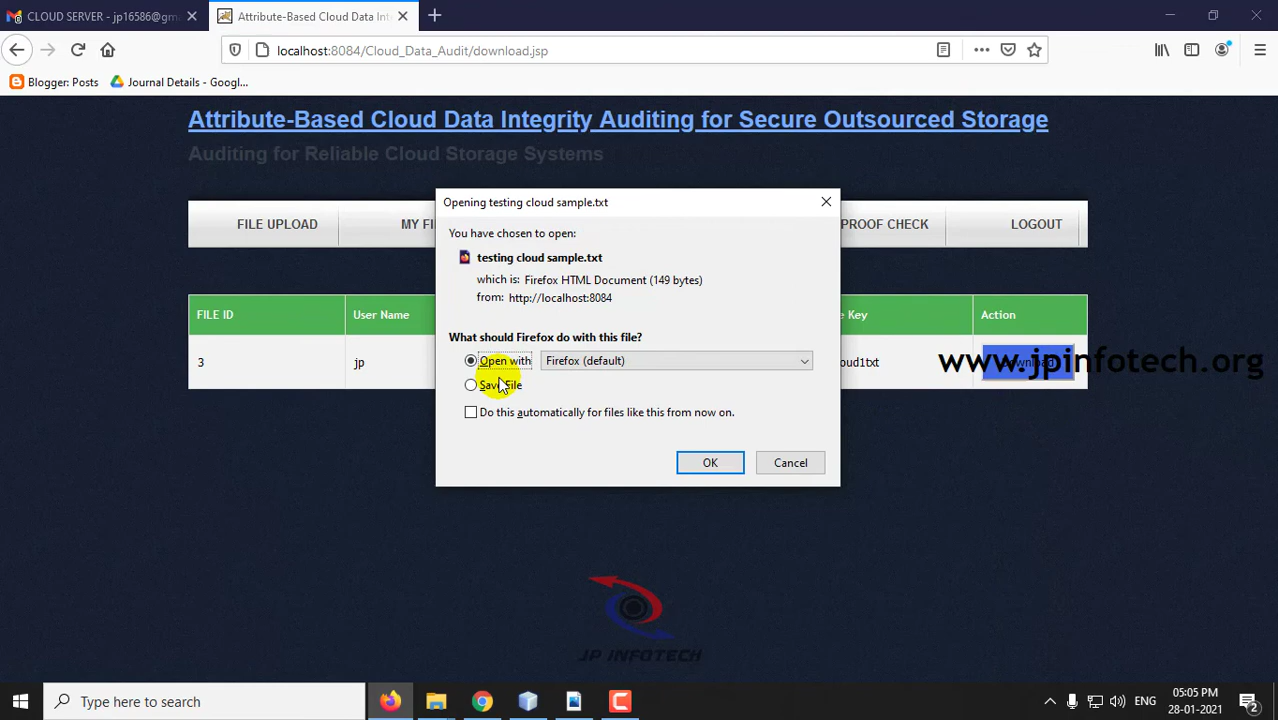 CLOUD SERVER - jp16586@gm
Attribute-Based Cloud Data Int
localhost:8084/Cloud_Data_Audit/download.jsp
Blogger: Posts
Journal Details - Googl...
Attribute-Based Cloud Data Integrity Auditing for Secure Outsourced Storage
Auditing for Reliable Cloud Storage Systems
FILE UPLOAD
MY FI
PROOF CHECK
LOGOUT
Opening testing cloud sample.txt
You have chosen to open:
testing cloud sample.txt
which is: Firefox HTML Document (149 bytes)
from: http://localhost:8084
What should Firefox do with this file?
Open with
Firefox (default)
Save File
Do this automatically for files like this from now on.
OK
Cancel
FILE ID
User Name
e Key
Action
3
jp
oud1txt
www.jpinfotech.org
JP INFOTECH
Type here to search
ENG
05:05 PM
28-01-2021
2